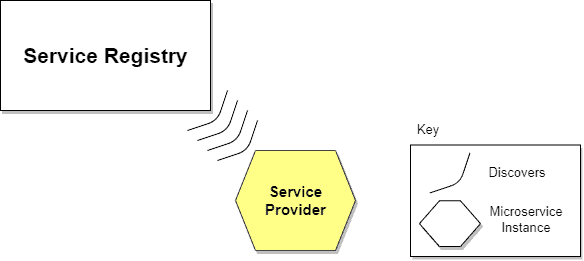 Service Registry
Service
Provider
Key
Discovers
Microservice
Instance